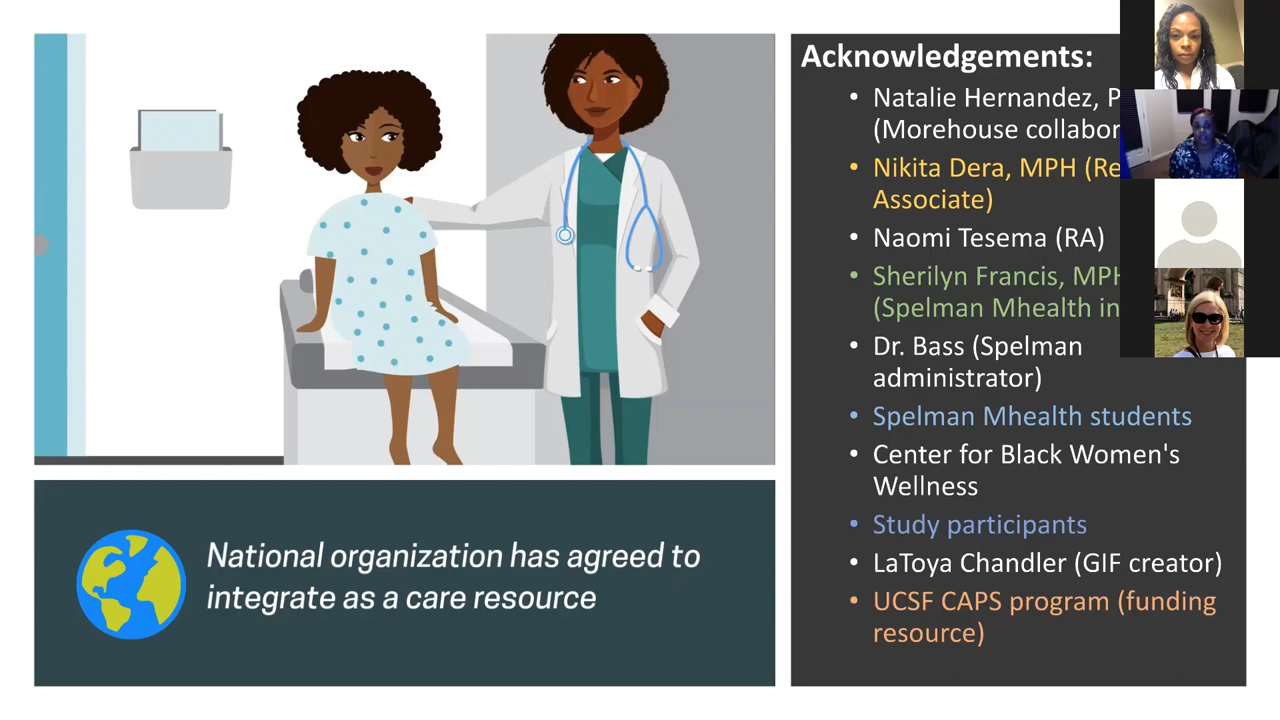 Acknowledgements:
• Natalie Hernandez, P
(Morehouse collabor
• Nikita Dera, MPH (Re
Associate)
• Naomi Tesema (RA)
• Sherilyn Francis, MPH
(Spelman Mhealth in
• Dr. Bass (Spelman
administrator)
• Spelman Mhealth students
• Center for Black Women's
Wellness
• Study participants
• LaToya Chandler (GIF creator)
• UCSF CAPS program (funding
resource)
National organization has agreed to
integrate as a care resource